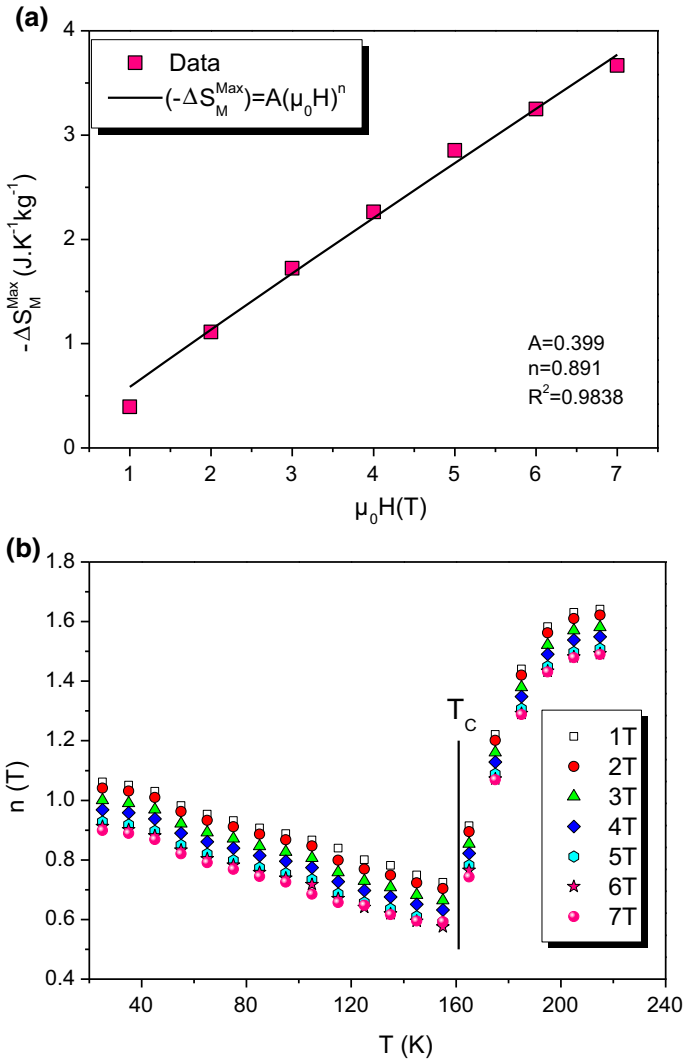 (a)
4
3
2
1
0
-ΔS_M^Max (J.K⁻¹kg⁻¹)
Data
(-ΔS_M^Max)=A(μ₀H)ⁿ
A=0.399
n=0.891
R²=0.9838
1 2 3 4 5 6 7
μ₀H(T)
(b)
1.8
1.6
1.4
1.2
1.0
0.8
0.6
0.4
n (T)
T_C
1T
2T
3T
4T
5T
6T
7T
40 80 120 160 200 240
T (K)